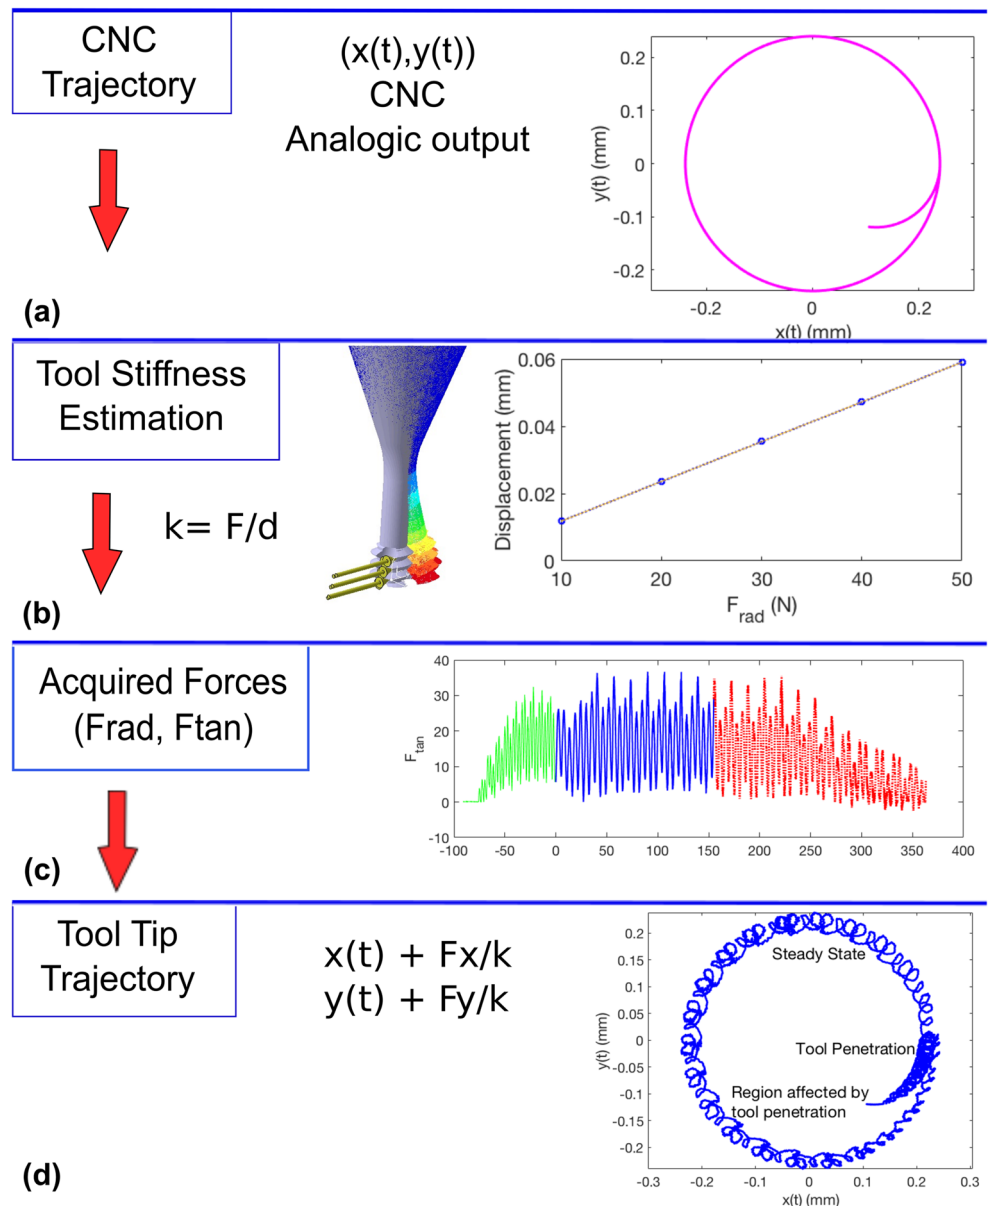 CNC
Trajectory
(x(t),y(t))
CNC
Analogic output
0.2
0.1
0
-0.1
-0.2
y(t) (mm)
-0.2
0
0.2
x(t) (mm)
(a)
Tool Stiffness
Estimation
k= F/d
0.06
0.04
0.02
0
Displacement (mm)
10
20
30
40
50
F_rad (N)
(b)
Acquired Forces
(Frad, Ftan)
40
30
20
10
0
-10
F_tan
-100
-50
0
50
100
150
200
250
300
350
400
(c)
Tool Tip
Trajectory
x(t) + Fx/k
y(t) + Fy/k
0.2
0.15
0.1
0.05
0
-0.05
-0.1
-0.15
-0.2
y(t) (mm)
Steady State
Tool Penetration
Region affected by
tool penetration
-0.3
-0.2
-0.1
0
0.1
0.2
0.3
x(t) (mm)
(d)